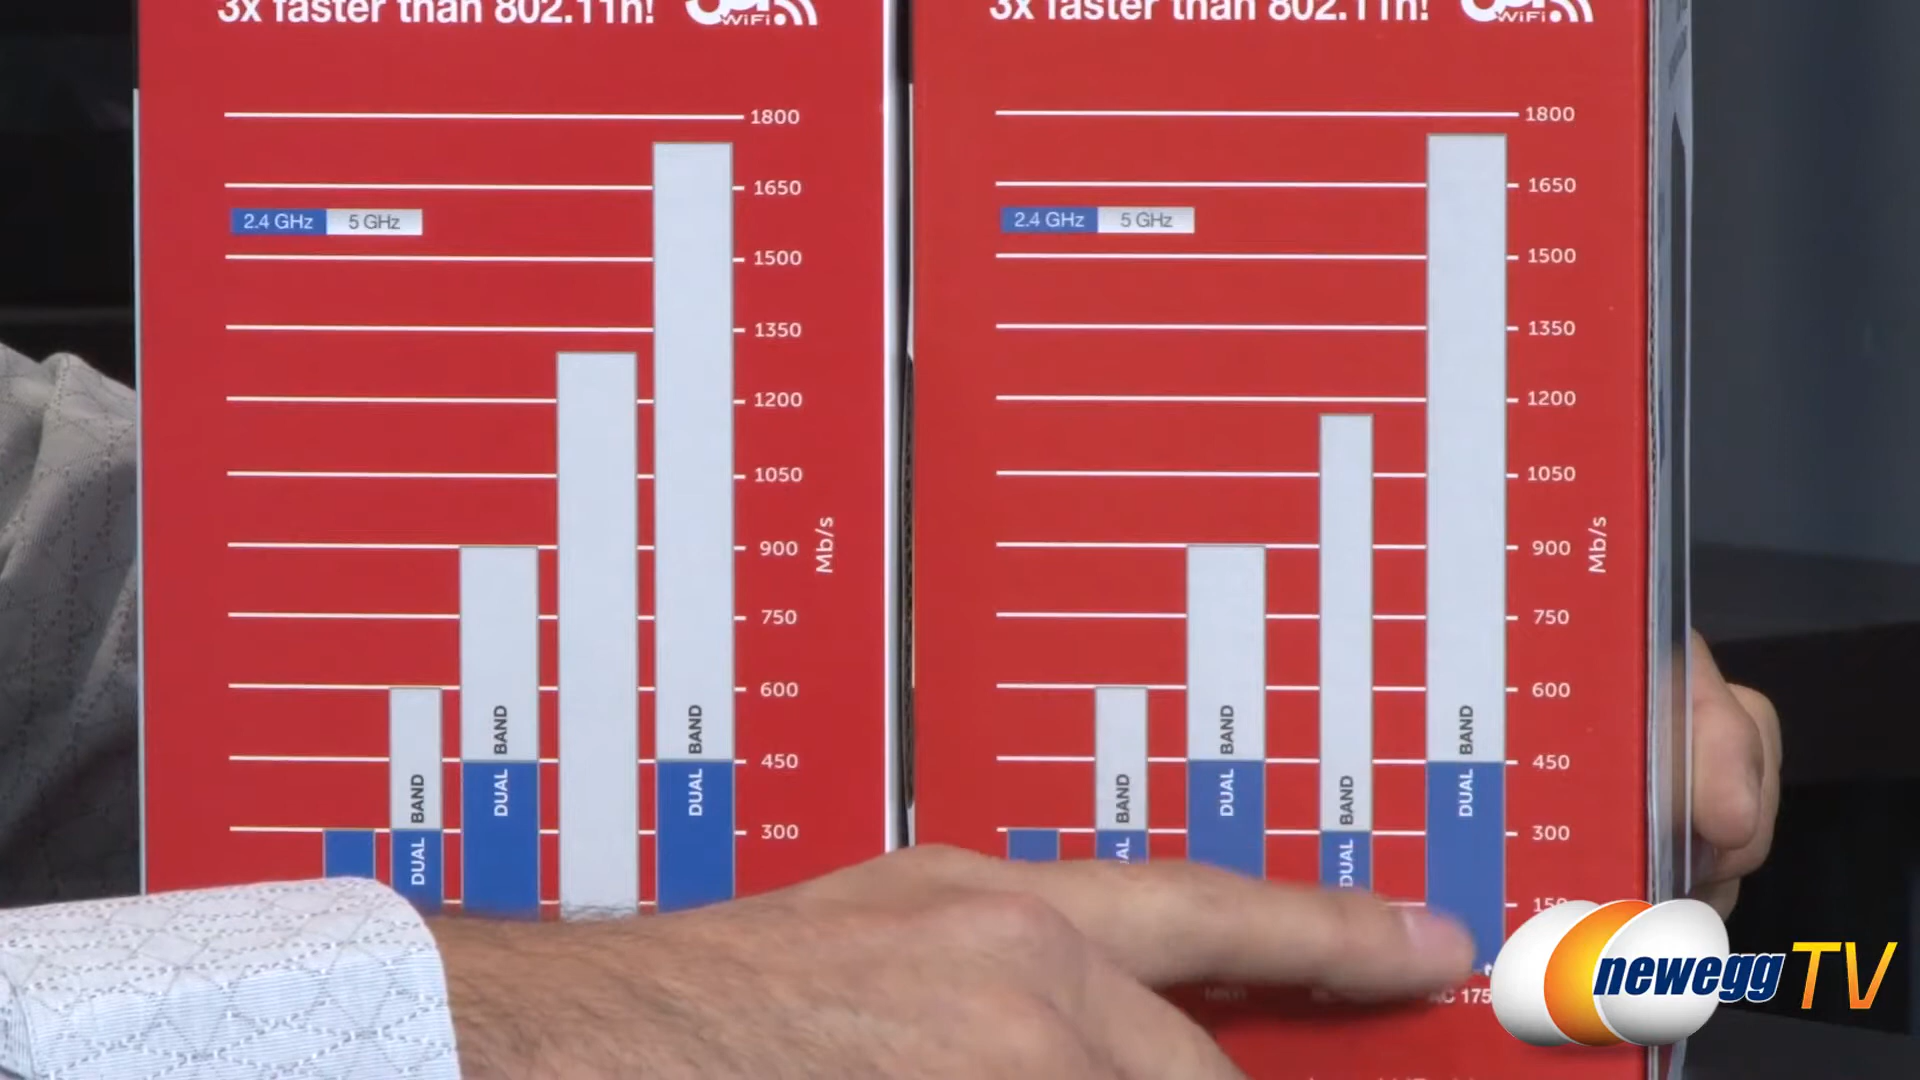 3x faster than 802.11n!
WiFi
1800
1650
2.4 GHz 5 GHz
1500
1350
1200
1050
900
Mb/s
750
600
450
300
DUAL BAND
DUAL BAND
DUAL BAND
3x faster than 802.11n!
WiFi
1800
1650
2.4 GHz 5 GHz
1500
1350
1200
1050
900
Mb/s
750
600
450
300
BAND
DUAL BAND
DUAL BAND
DUAL BAND
newegg TV